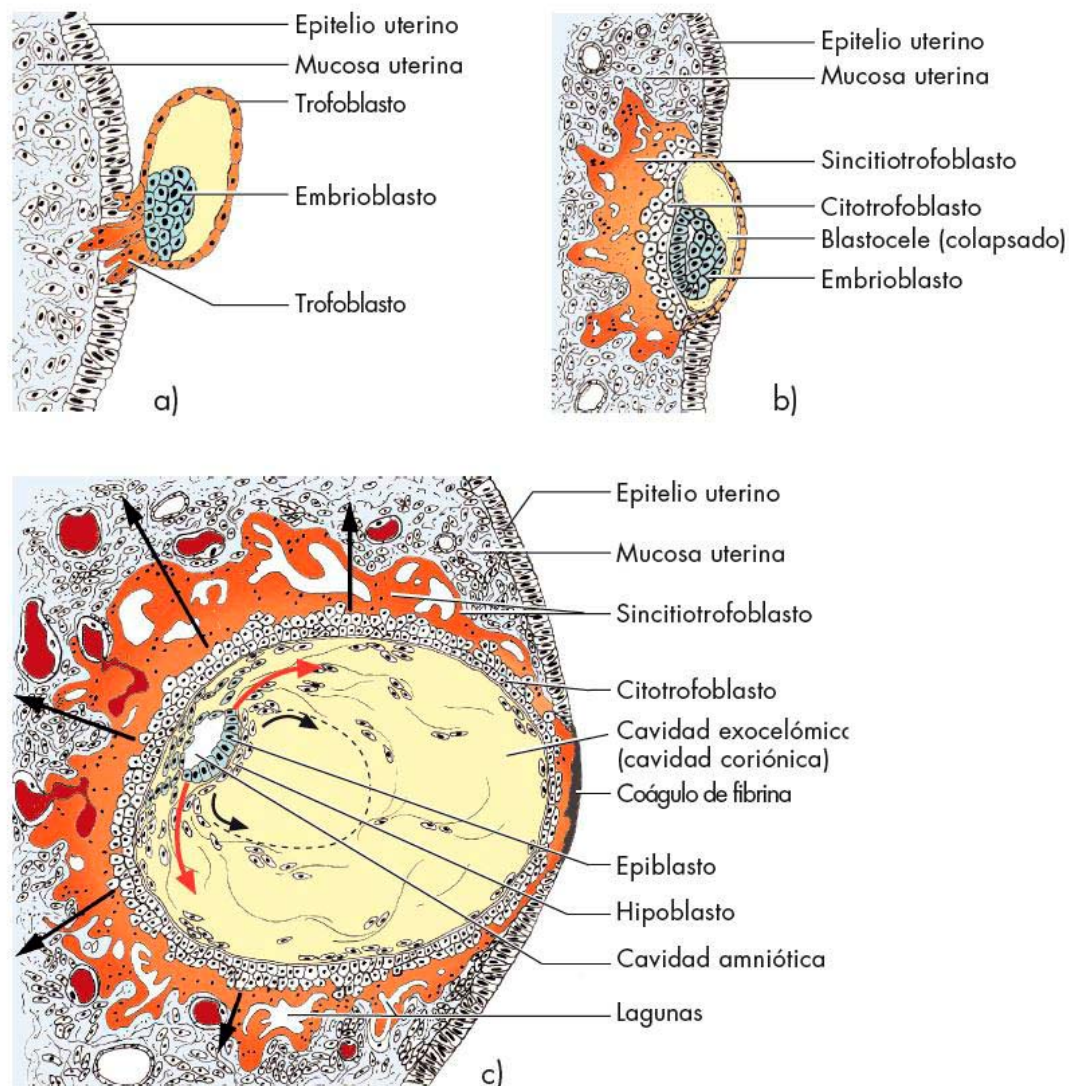 Epitelio uterino
Mucosa uterina
Trofoblasto
Embrioblasto
Trofoblasto
a)
Epitelio uterino
Mucosa uterina
Sincitiotrofoblasto
Citotrofoblasto
Blastocele (colapsado)
Embrioblasto
b)
Epitelio uterino
Mucosa uterina
Sincitiotrofoblasto
Citotrofoblasto
Cavidad exocelómic
(cavidad coriónica)
Coágulo de fibrina
Epiblasto
Hipoblasto
Cavidad amniótica
Lagunas
c)